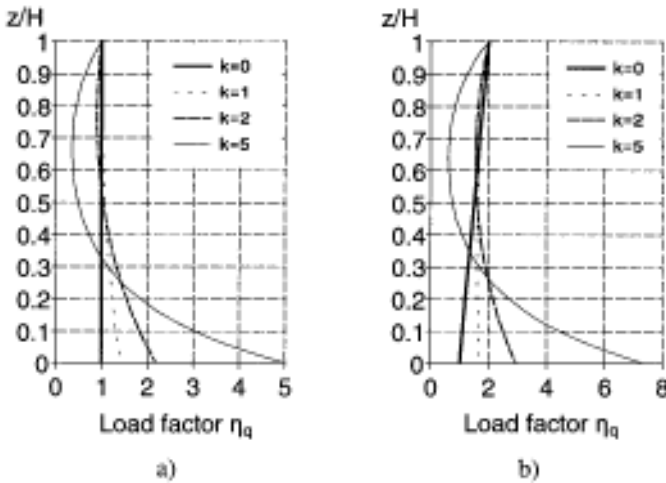 z/H
1
0.9
0.8
0.7
0.6
0.5
0.4
0.3
0.2
0.1
0
k=0
k=1
k=2
k=5
0 1 2 3 4 5
Load factor ηq
a)
z/H
1
0.9
0.8
0.7
0.6
0.5
0.4
0.3
0.2
0.1
0
k=0
k=1
k=2
k=5
0 2 4 6 8
Load factor ηq
b)